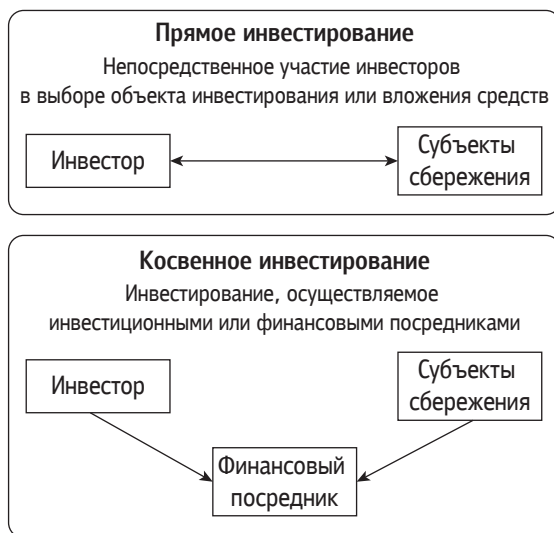 Прямое инвестирование
Непосредственное участие инвесторов
в выборе объекта инвестирования или вложения средств
Инвестор
Субъекты
сбережения
Косвенное инвестирование
Инвестирование, осуществляемое
инвестиционными или финансовыми посредниками
Инвестор
Субъекты
сбережения
Финансовый
посредник